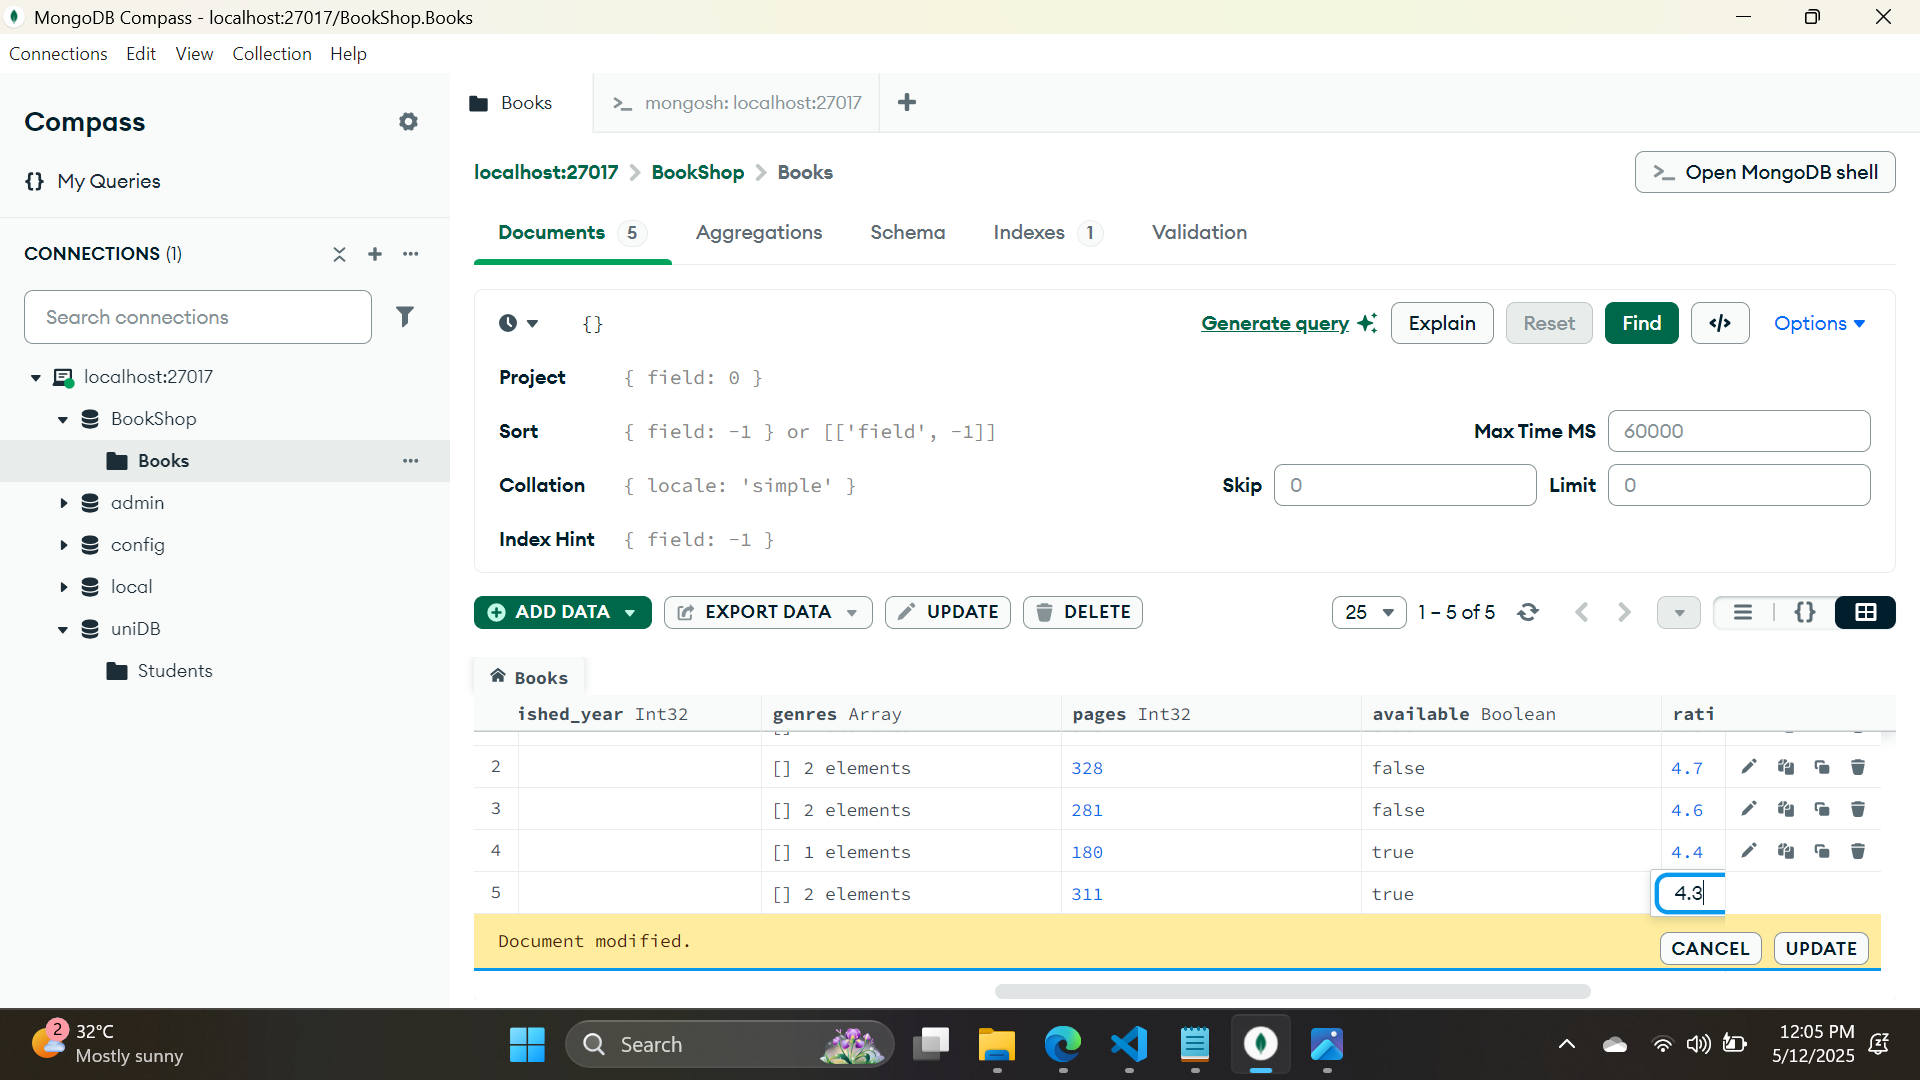 MongoDB Compass - localhost:27017/BookShop.Books
Connections Edit View Collection Help
Compass
{} My Queries
CONNECTIONS (1)
Search connections
localhost:27017
BookShop
Books
admin
config
local
uniDB
Students
Books
>_ mongosh: localhost:27017
localhost:27017 > BookShop > Books
>_ Open MongoDB shell
Documents 5 Aggregations Schema Indexes 1 Validation
{} Generate query Explain Reset Find </> Options
Project { field: 0 }
Sort { field: -1 } or [['field', -1]] Max Time MS 60000
Collation { locale: 'simple' } Skip 0 Limit 0
Index Hint { field: -1 }
ADD DATA EXPORT DATA UPDATE DELETE 25 1 – 5 of 5 {}
Books
ished_year Int32 genres Array pages Int32 available Boolean rati
2 [] 2 elements 328 false 4.7
3 [] 2 elements 281 false 4.6
4 [] 1 elements 180 true 4.4
5 [] 2 elements 311 true 4.3
Document modified. CANCEL UPDATE
2 32°C
Mostly sunny
Search
12:05 PM
5/12/2025